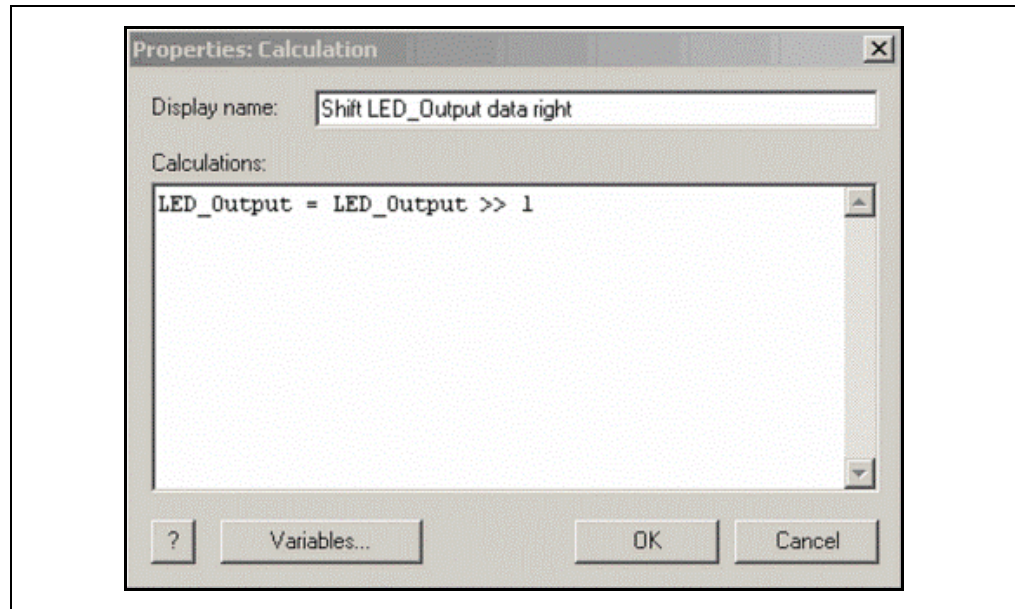 Properties: Calculation
Display name: Shift LED_Output data right
Calculations:
LED_Output = LED_Output >> 1
? Variables... OK Cancel